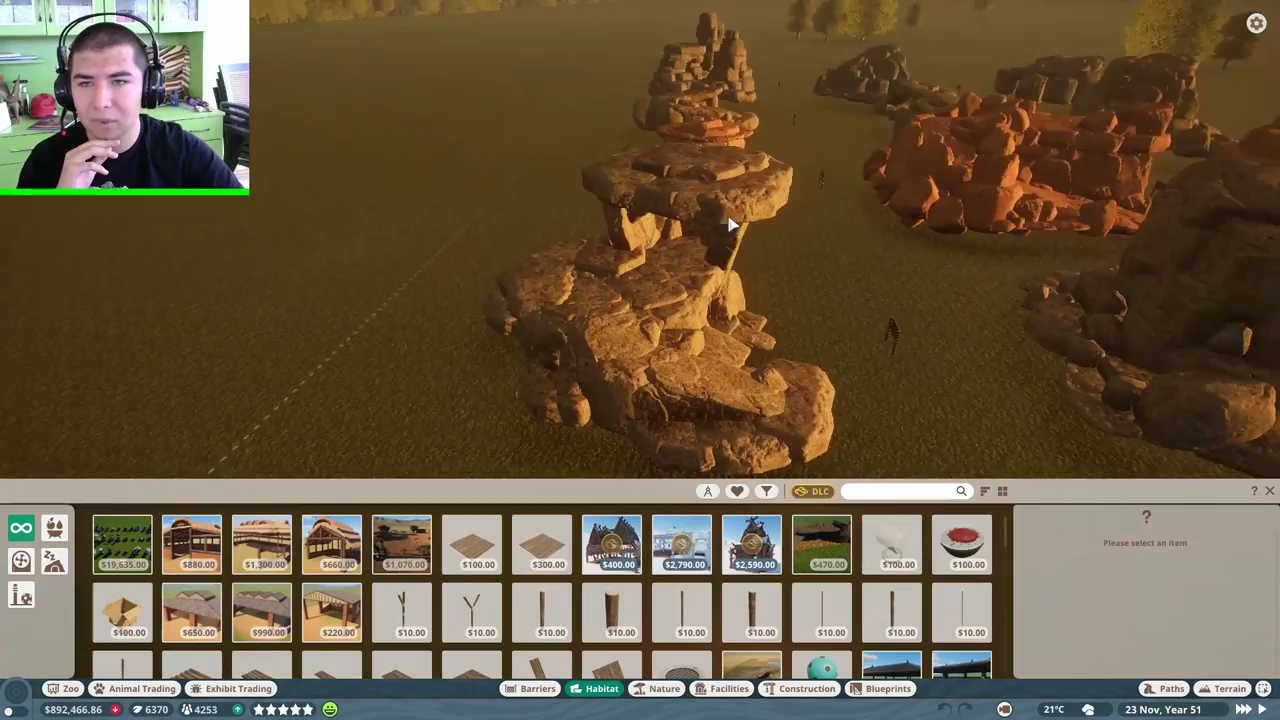 DLC
?
Please select an item
$19,635.00 $880.00 $1,300.00 $660.00 $1,070.00 $100.00 $300.00 $400.00 $2,790.00 $2,590.00 $470.00 $100.00 $100.00
$100.00 $650.00 $990.00 $220.00 $10.00 $10.00 $10.00 $10.00 $10.00 $10.00 $10.00 $10.00 $10.00
Zoo Animal Trading Exhibit Trading Barriers Habitat Nature Facilities Construction Blueprints Paths Terrain
$892,466.86 6370 4253 21°C 23 Nov, Year 51